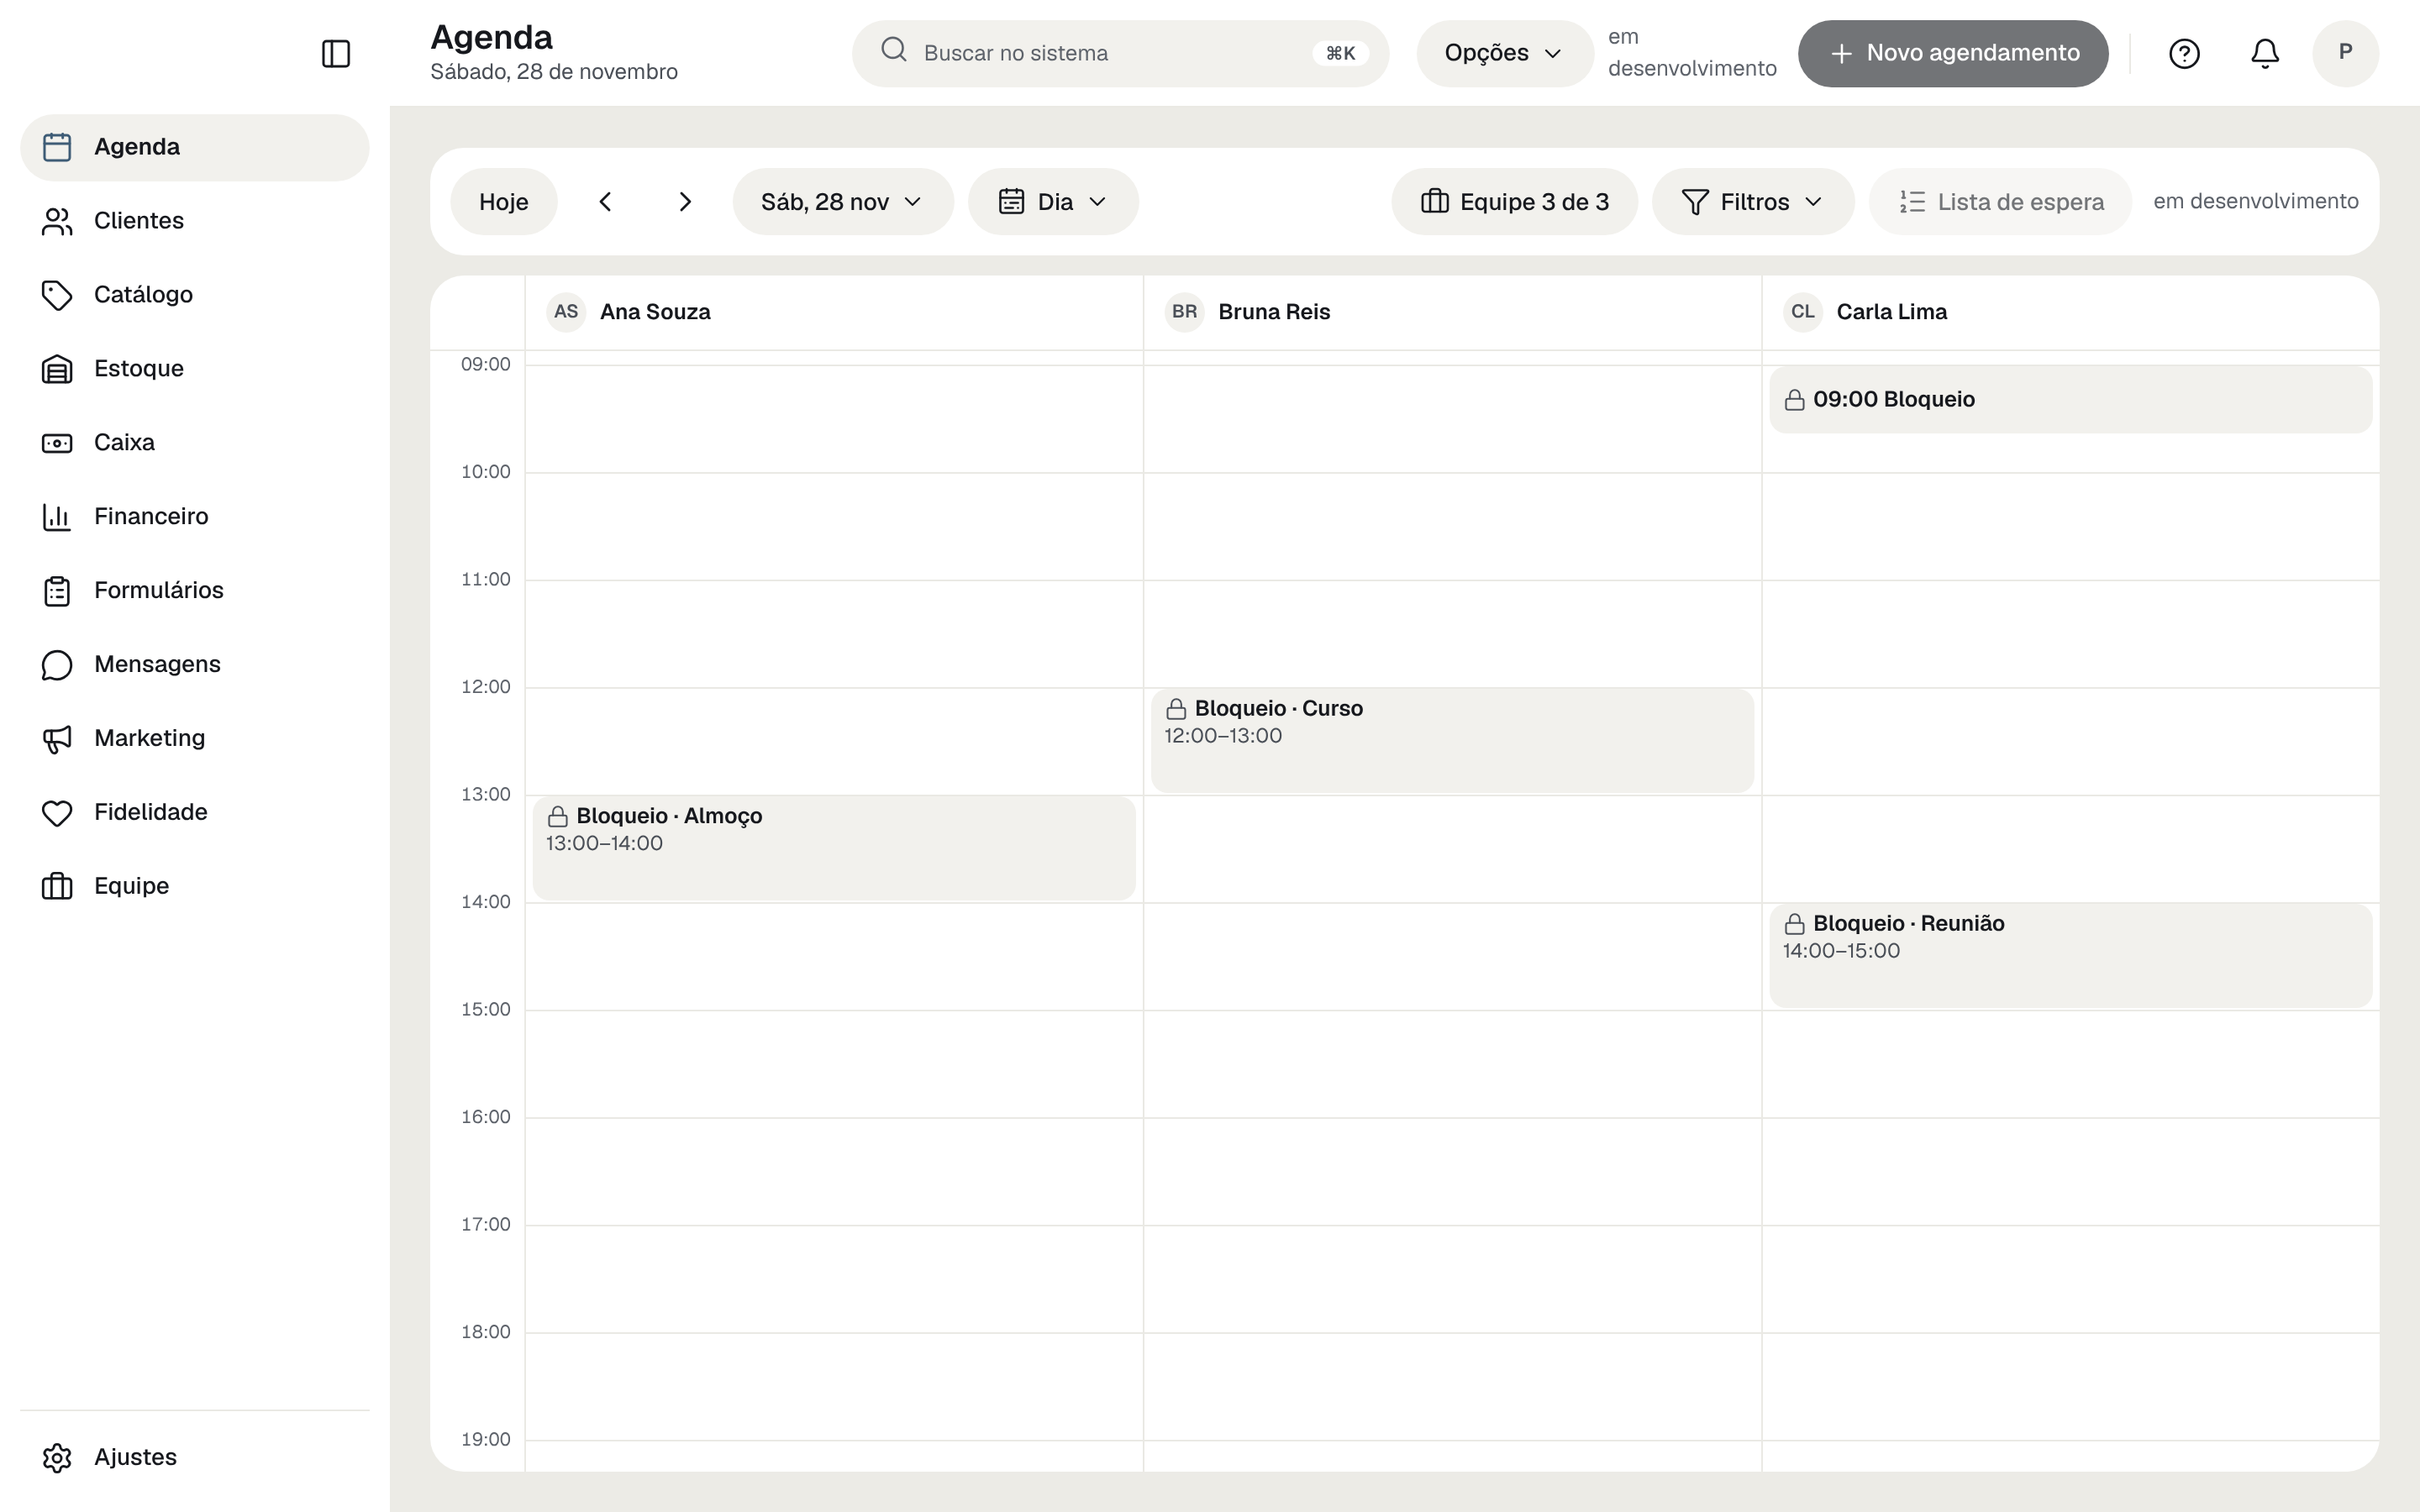 Agenda
Sábado, 28 de novembro
Buscar no sistema
⌘K
Opções
em
desenvolvimento
Novo agendamento
P
Agenda
Clientes
Catálogo
Estoque
Caixa
Financeiro
Formulários
Mensagens
Marketing
Fidelidade
Equipe
Ajustes
Hoje
Sáb, 28 nov
Dia
Equipe 3 de 3
Filtros
Lista de espera
em desenvolvimento
AS Ana Souza
BR Bruna Reis
CL Carla Lima
09:00
09:00 Bloqueio
10:00
11:00
12:00
Bloqueio · Curso
12:00–13:00
13:00
Bloqueio · Almoço
13:00–14:00
14:00
Bloqueio · Reunião
14:00–15:00
15:00
16:00
17:00
18:00
19:00